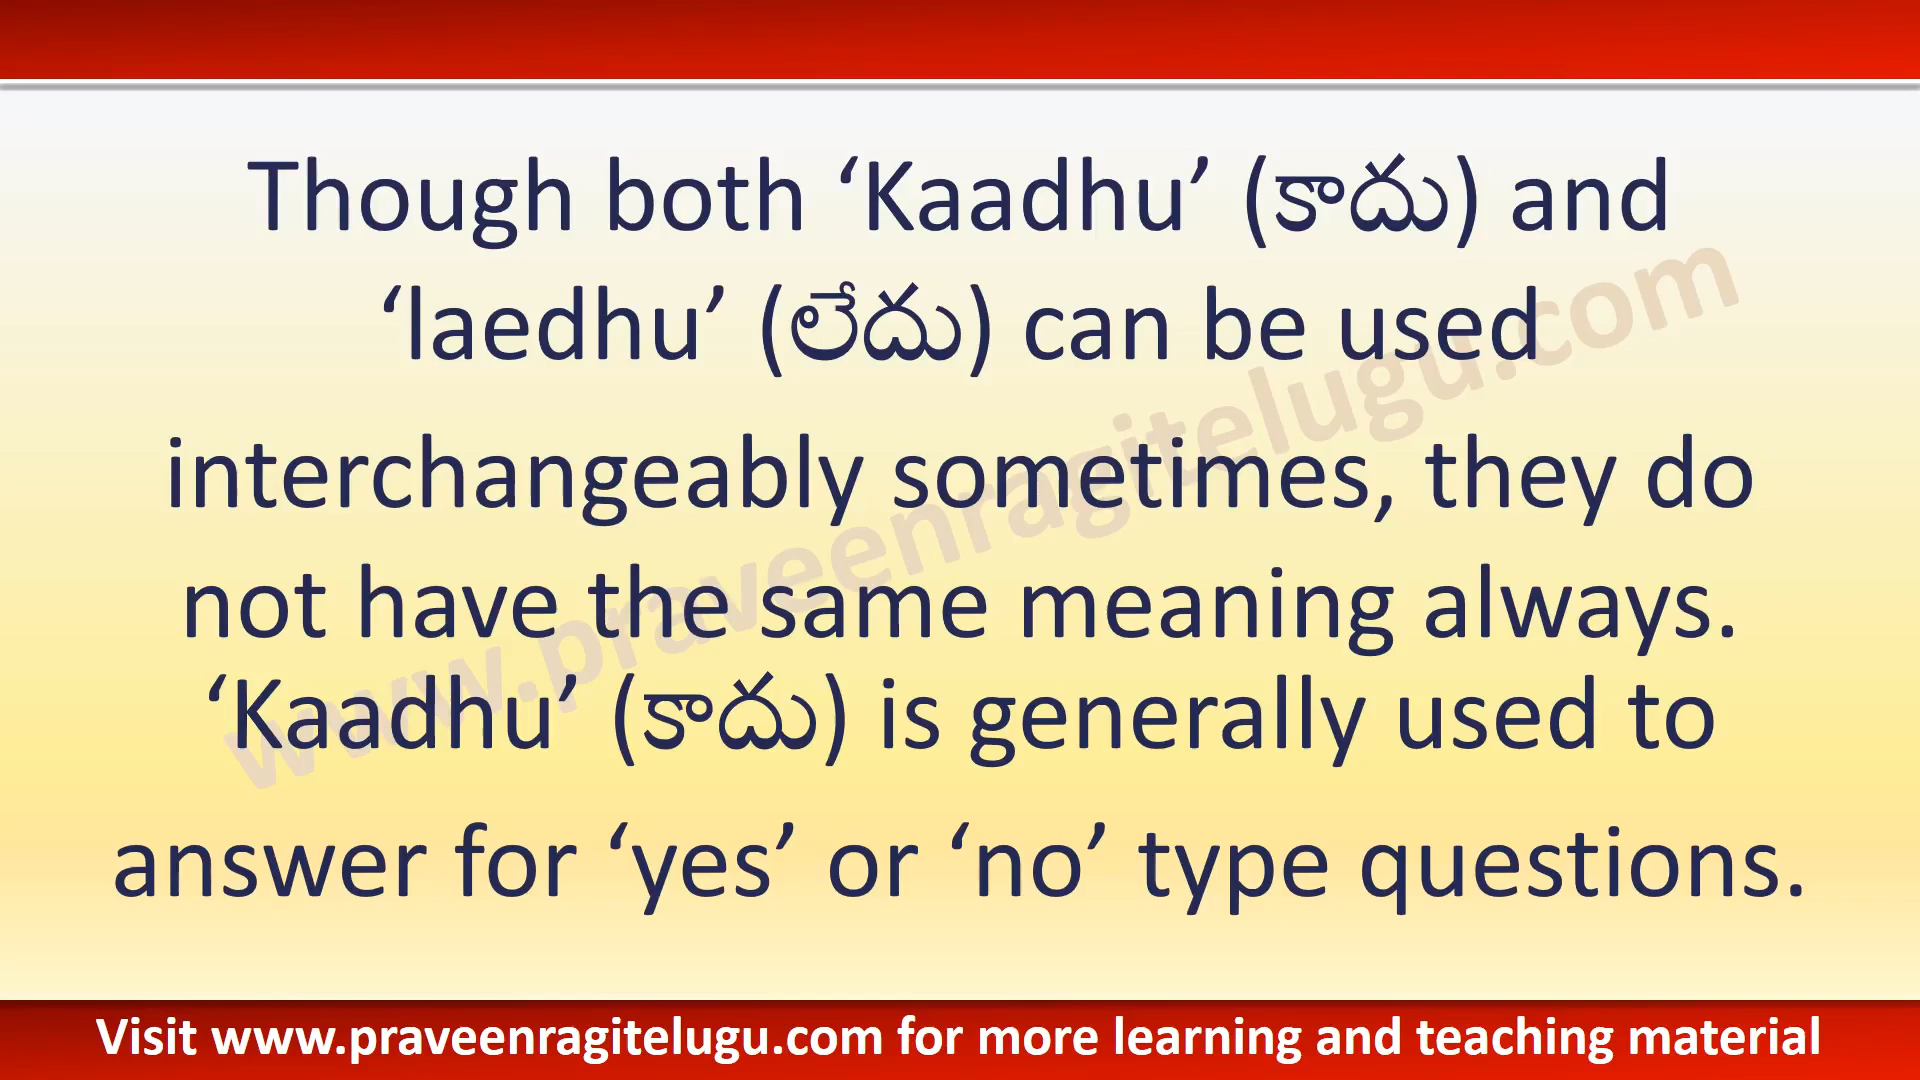 Though both ‘Kaadhu’ (కాదు) and
‘laedhu’ (లేదు) can be used
interchangeably sometimes, they do
not have the same meaning always.
‘Kaadhu’ (కాదు) is generally used to
answer for ‘yes’ or ‘no’ type questions.
www.praveenragitelugu.com
Visit www.praveenragitelugu.com for more learning and teaching material